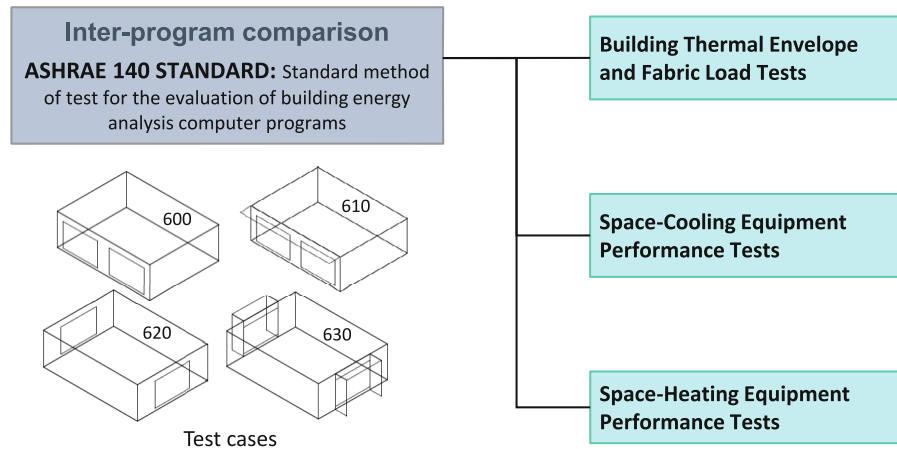 Inter-program comparison
ASHRAE 140 STANDARD: Standard method
of test for the evaluation of building energy
analysis computer programs
Building Thermal Envelope
and Fabric Load Tests
600
610
Space-Cooling Equipment
Performance Tests
620
630
Space-Heating Equipment
Performance Tests
Test cases